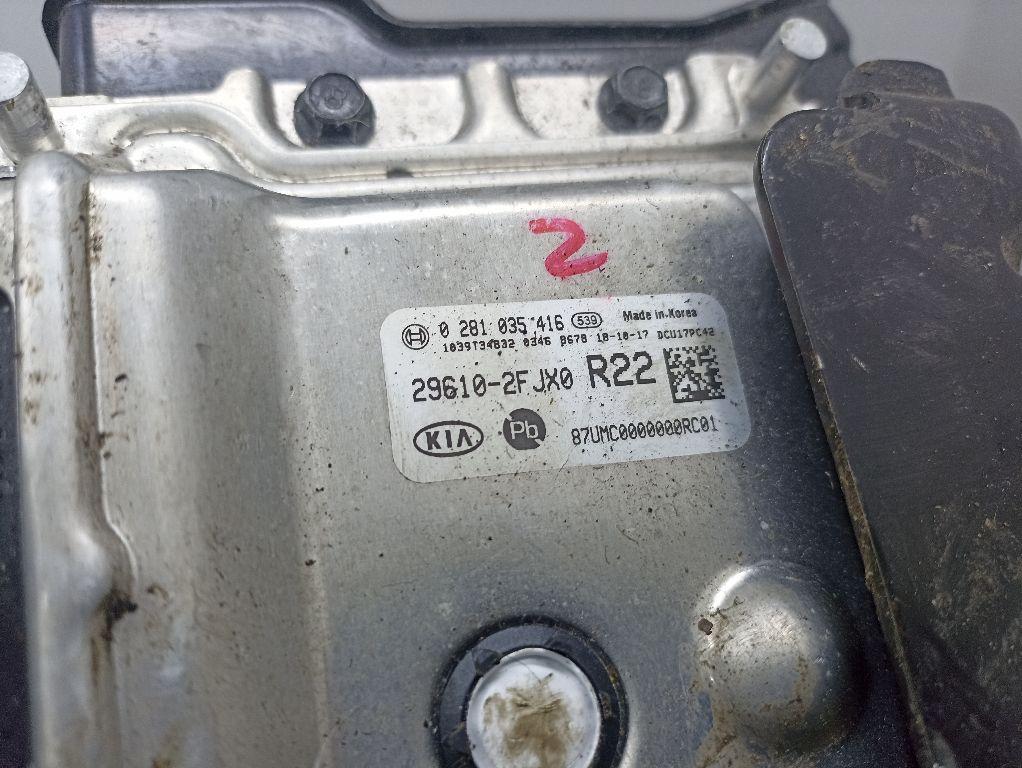 2
0 281 035 416 539 Made in Korea
1039T34832 0346 8678 18-10-17 DCU17PC42
29610-2FJX0 R22
KIA Pb 87UMC0000000RC01